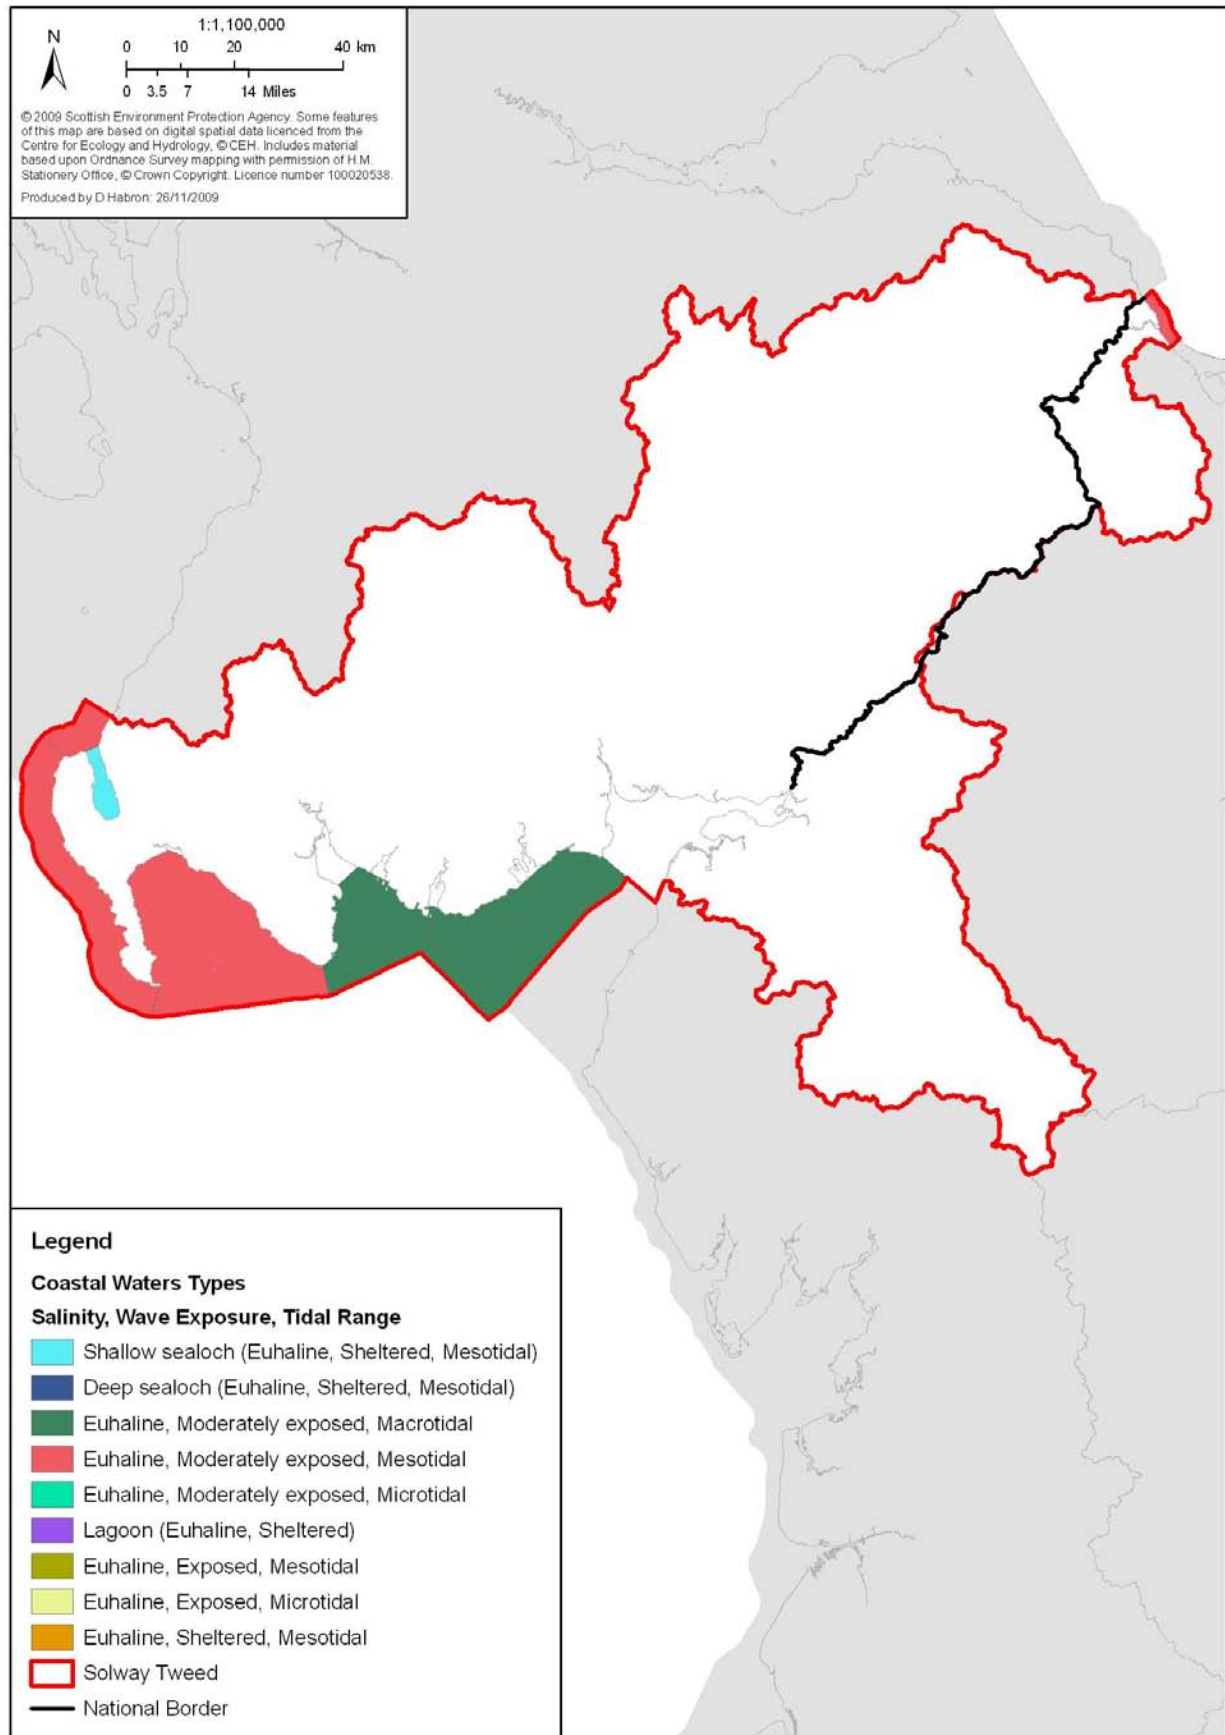 1:1,100,000
N
0 10 20 40 km
0 3.5 7 14 Miles
© 2009 Scottish Environment Protection Agency. Some features
of this map are based on digital spatial data licenced from the
Centre for Ecology and Hydrology, © CEH. Includes material
based upon Ordnance Survey mapping with permission of H.M.
Stationery Office, © Crown Copyright. Licence number 100020538.
Produced by D Habron: 26/11/2009
Legend
Coastal Waters Types
Salinity, Wave Exposure, Tidal Range
Shallow sealoch (Euhaline, Sheltered, Mesotidal)
Deep sealoch (Euhaline, Sheltered, Mesotidal)
Euhaline, Moderately exposed, Macrotidal
Euhaline, Moderately exposed, Mesotidal
Euhaline, Moderately exposed, Microtidal
Lagoon (Euhaline, Sheltered)
Euhaline, Exposed, Mesotidal
Euhaline, Exposed, Microtidal
Euhaline, Sheltered, Mesotidal
Solway Tweed
National Border